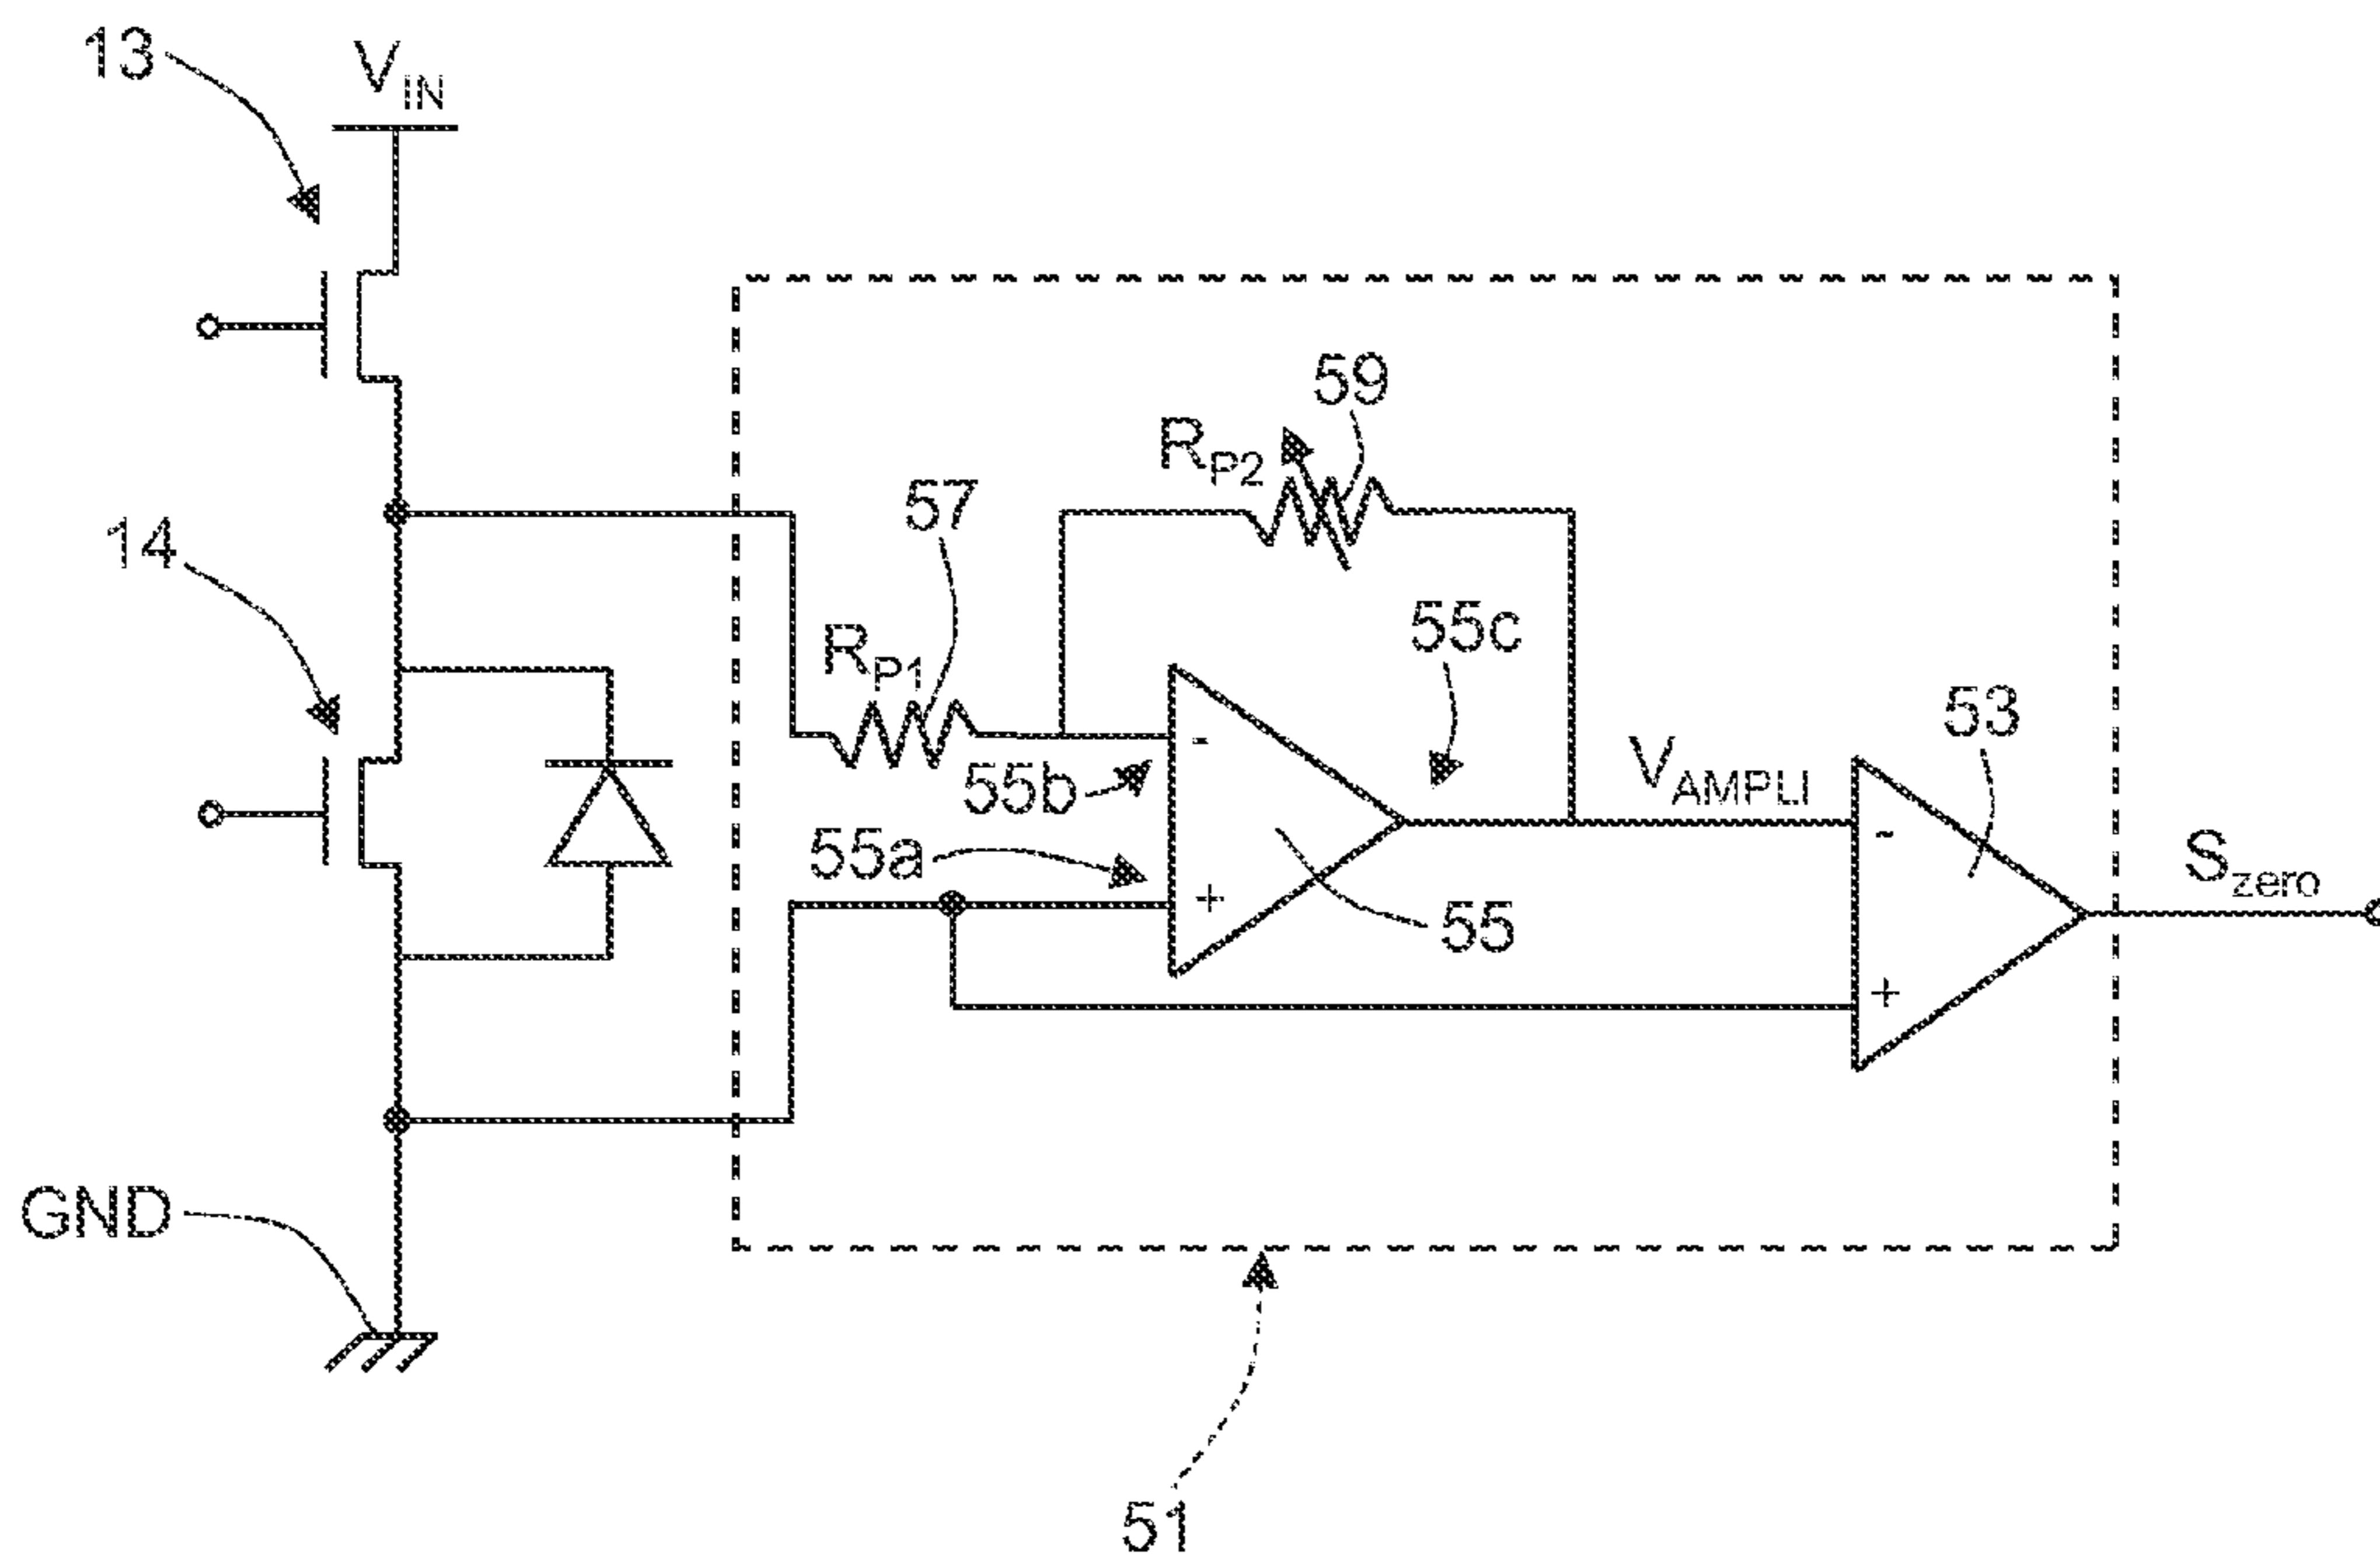 13
V_IN
59
R_P2
57
14
55c
R_P1
53
-
V_AMPLI
55b
-
55a
S_zero
+
55
+
GND
51